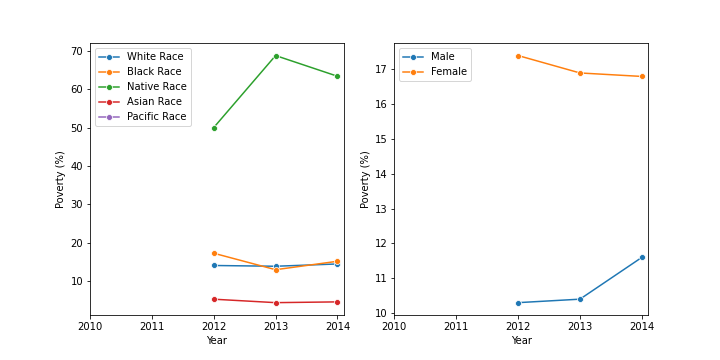 70
60
50
40
30
20
10
Poverty (%)
2010 2011 2012 2013 2014
Year
White Race
Black Race
Native Race
Asian Race
Pacific Race
17
16
15
14
13
12
11
10
Poverty (%)
2010 2011 2012 2013 2014
Year
Male
Female